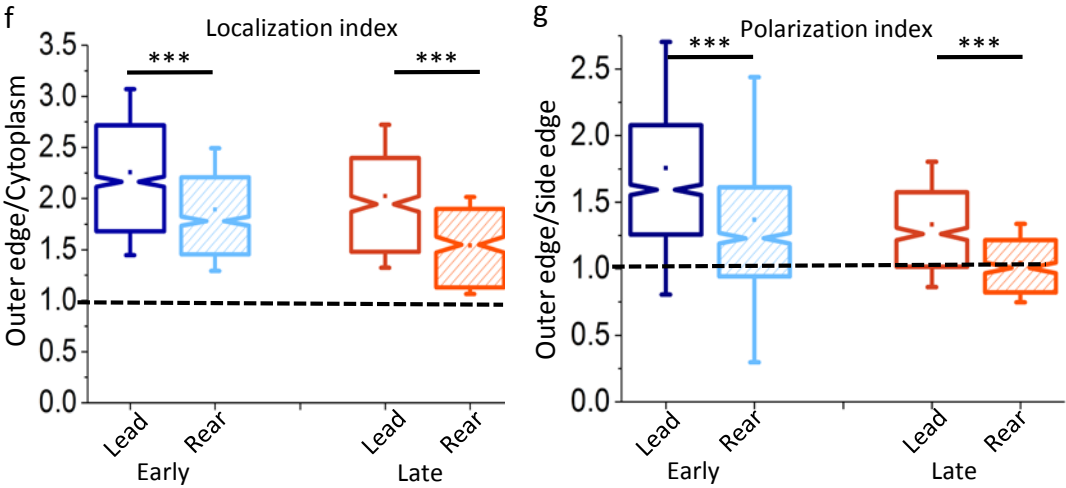 f
Localization index
Outer edge/Cytoplasm
3.5
3.0
2.5
2.0
1.5
1.0
0.5
0.0
***
***
Lead
Rear
Lead
Rear
Early
Late
g
Polarization index
Outer edge/Side edge
2.5
2.0
1.5
1.0
0.5
0.0
***
***
Lead
Rear
Lead
Rear
Early
Late